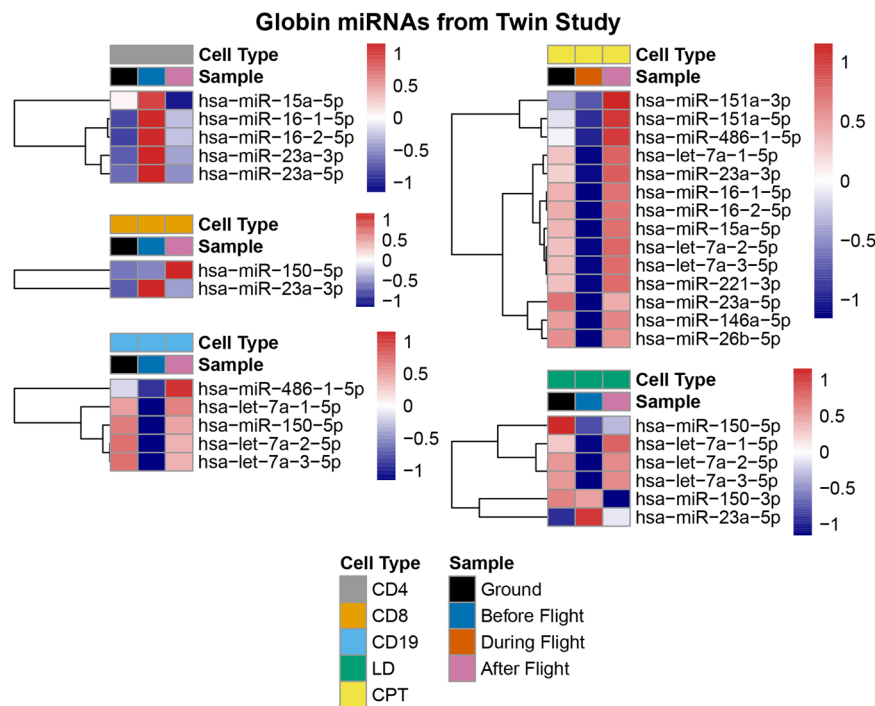 Globin miRNAs from Twin Study
Cell Type
Sample
hsa−miR−15a−5p
hsa−miR−16−1−5p
hsa−miR−16−2−5p
hsa−miR−23a−3p
hsa−miR−23a−5p
1
0.5
0
−0.5
−1
Cell Type
Sample
hsa−miR−150−5p
hsa−miR−23a−3p
1
0.5
0
−0.5
−1
Cell Type
Sample
hsa−miR−486−1−5p
hsa−let−7a−1−5p
hsa−miR−150−5p
hsa−let−7a−2−5p
hsa−let−7a−3−5p
1
0.5
0
−0.5
−1
Cell Type
Sample
hsa−miR−151a−3p
hsa−miR−151a−5p
hsa−miR−486−1−5p
hsa−let−7a−1−5p
hsa−miR−23a−3p
hsa−miR−16−1−5p
hsa−miR−16−2−5p
hsa−miR−15a−5p
hsa−let−7a−2−5p
hsa−let−7a−3−5p
hsa−miR−221−3p
hsa−miR−23a−5p
hsa−miR−146a−5p
hsa−miR−26b−5p
1
0.5
0
−0.5
−1
Cell Type
Sample
hsa−miR−150−5p
hsa−let−7a−1−5p
hsa−let−7a−2−5p
hsa−let−7a−3−5p
hsa−miR−150−3p
hsa−miR−23a−5p
1
0.5
0
−0.5
−1
Cell Type
CD4
CD8
CD19
LD
CPT
Sample
Ground
Before Flight
During Flight
After Flight